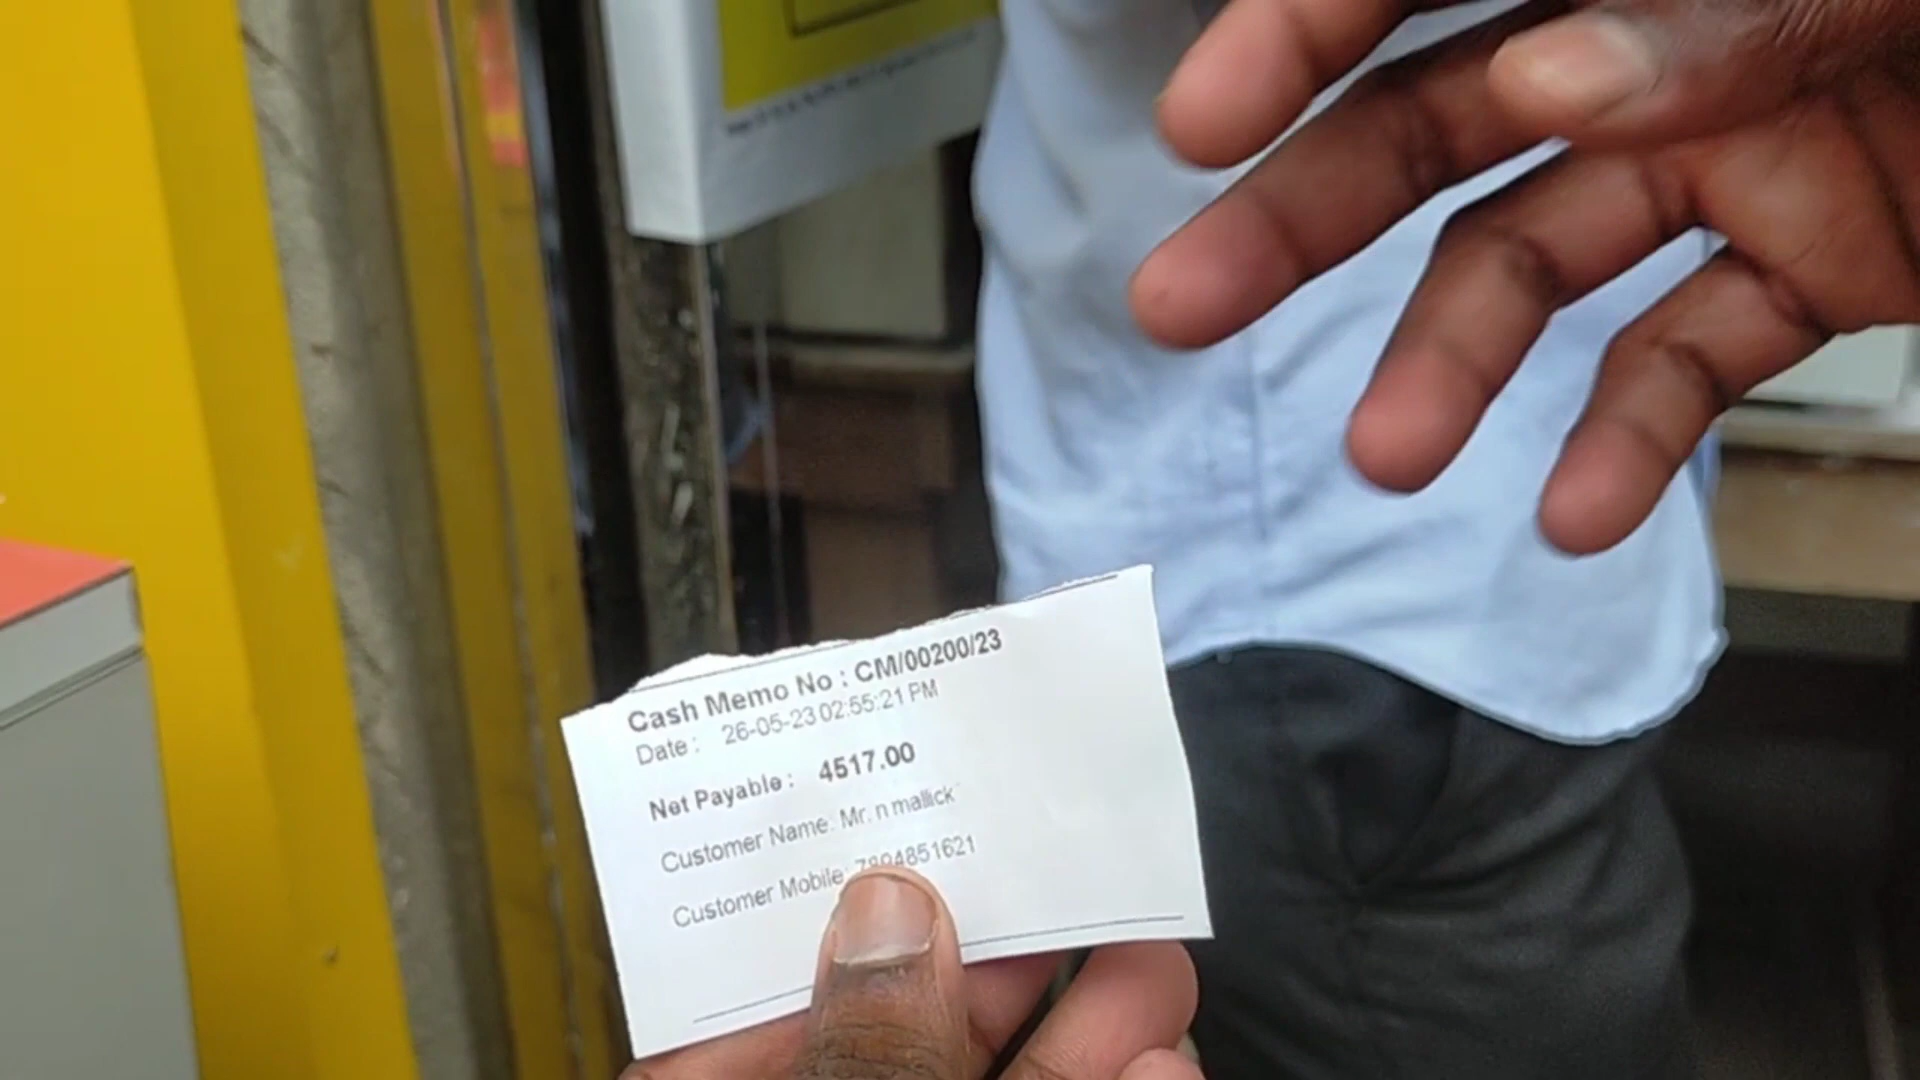 Cash Memo No : CM/00200/23
Date : 26-05-23 02:55:21 PM
Net Payable : 4517.00
Customer Name: Mr. n mallick
Customer Mobile: 7894851621